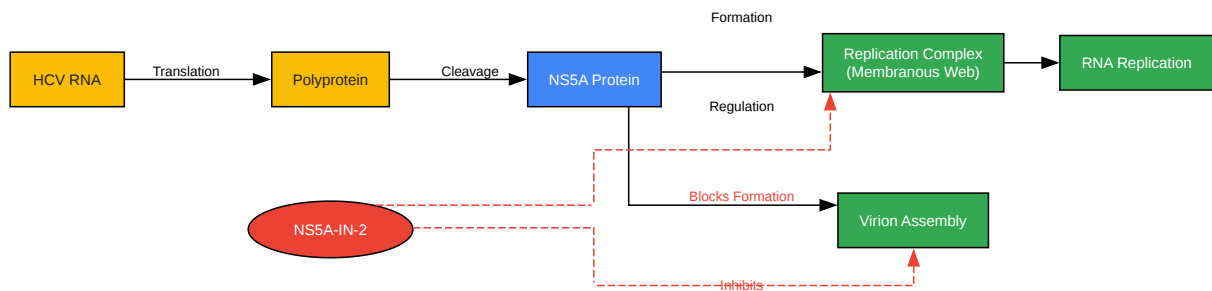 Formation
HCV RNA
Translation
Polyprotein
Cleavage
NS5A Protein
Replication Complex
(Membranous Web)
RNA Replication
Regulation
Blocks Formation
NS5A-IN-2
Virion Assembly
Inhibits